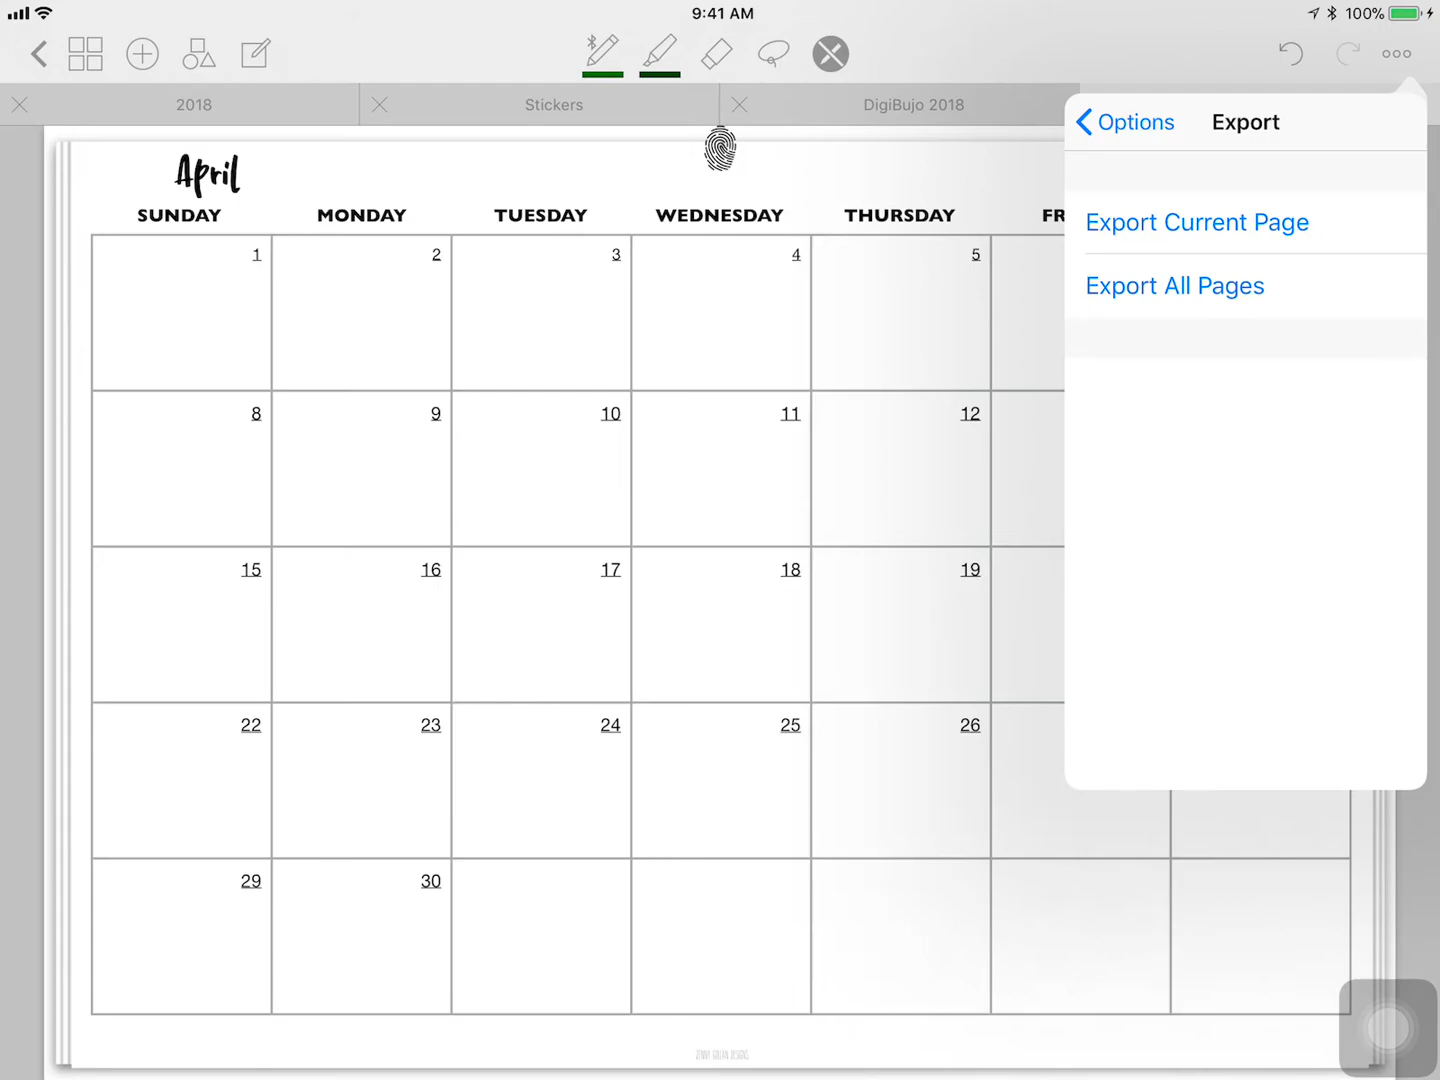 9:41 AM
100%
2018
Stickers
DigiBujo 2018
Options
Export
Export Current Page
Export All Pages
April
SUNDAY MONDAY TUESDAY WEDNESDAY THURSDAY FR
1 2 3 4 5
8 9 10 11 12
15 16 17 18 19
22 23 24 25 26
29 30